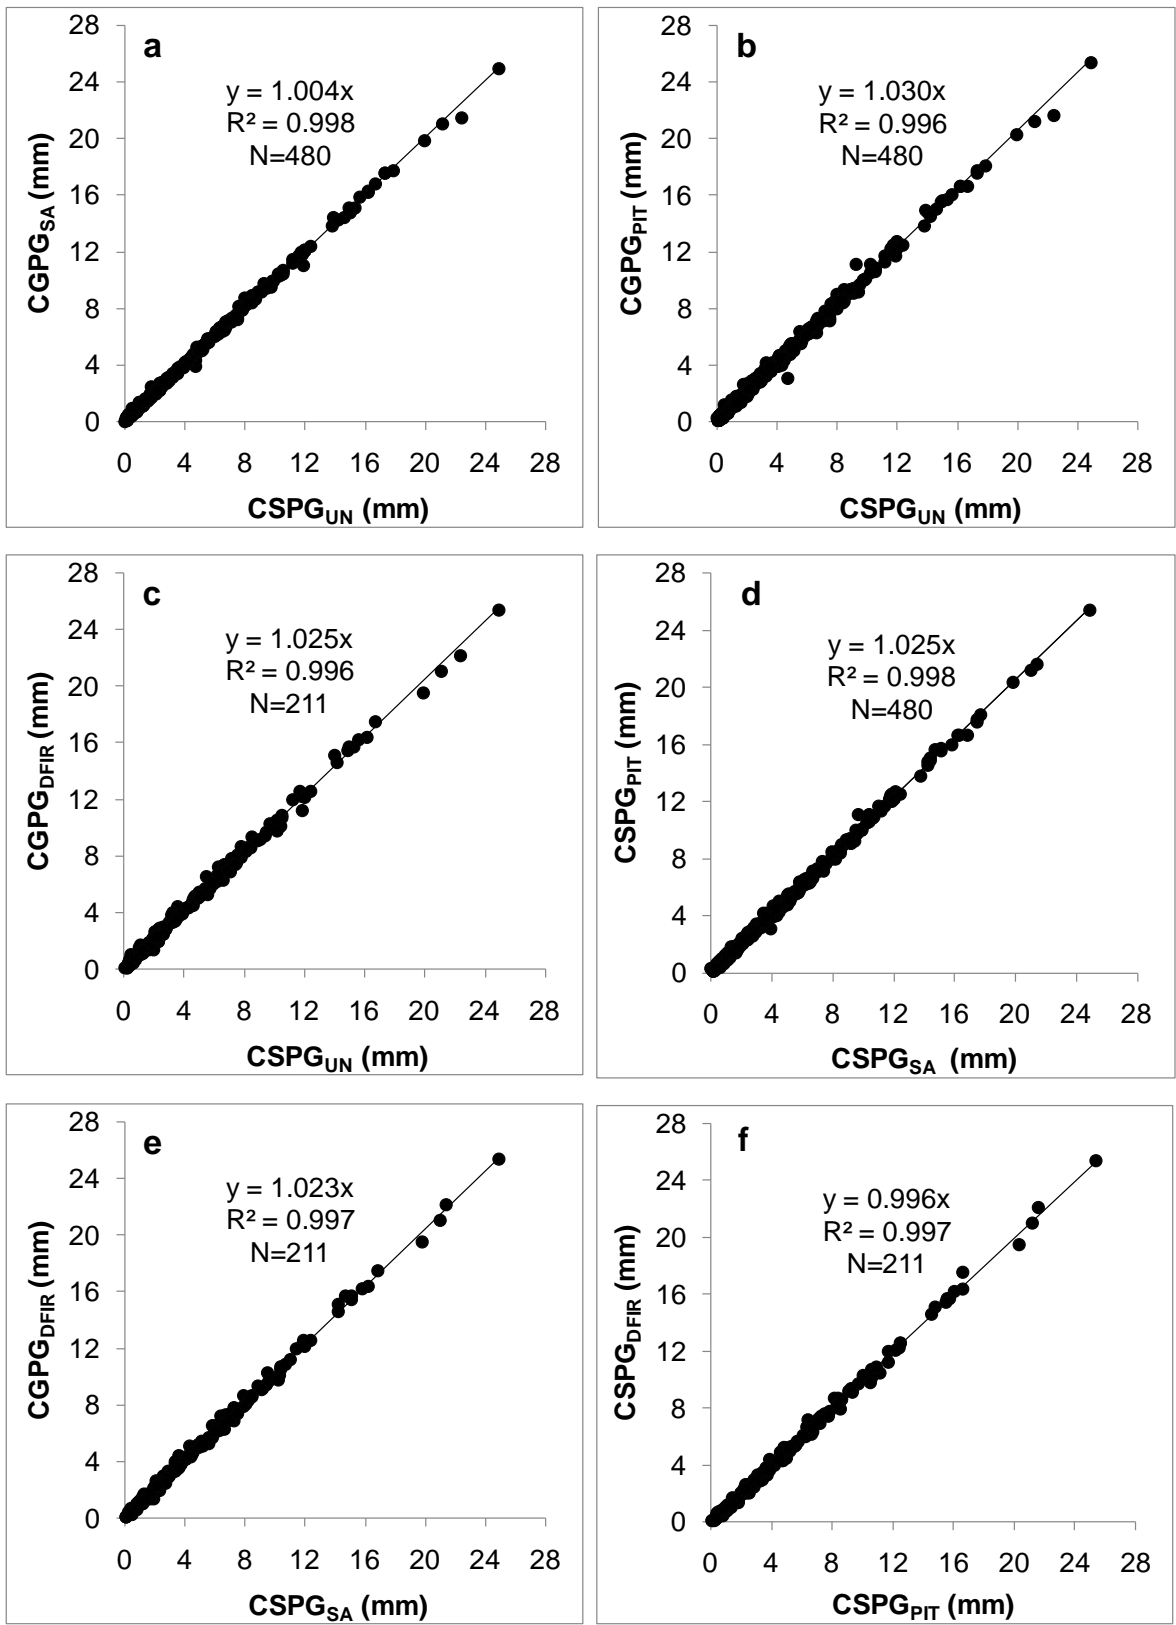 a
y = 1.004x
R² = 0.998
N=480
28
24
20
16
12
8
4
0
0 4 8 12 16 20 24 28
CGPG_SA (mm)
CSPG_UN (mm)
b
y = 1.030x
R² = 0.996
N=480
28
24
20
16
12
8
4
0
0 4 8 12 16 20 24 28
CGPG_PIT (mm)
CSPG_UN (mm)
c
y = 1.025x
R² = 0.996
N=211
28
24
20
16
12
8
4
0
0 4 8 12 16 20 24 28
CGPG_DFIR (mm)
CSPG_UN (mm)
d
y = 1.025x
R² = 0.998
N=480
28
24
20
16
12
8
4
0
0 4 8 12 16 20 24 28
CSPG_PIT (mm)
CSPG_SA (mm)
e
y = 1.023x
R² = 0.997
N=211
28
24
20
16
12
8
4
0
0 4 8 12 16 20 24 28
CGPG_DFIR (mm)
CSPG_SA (mm)
f
y = 0.996x
R² = 0.997
N=211
28
24
20
16
12
8
4
0
0 4 8 12 16 20 24 28
CSPG_DFIR (mm)
CSPG_PIT (mm)